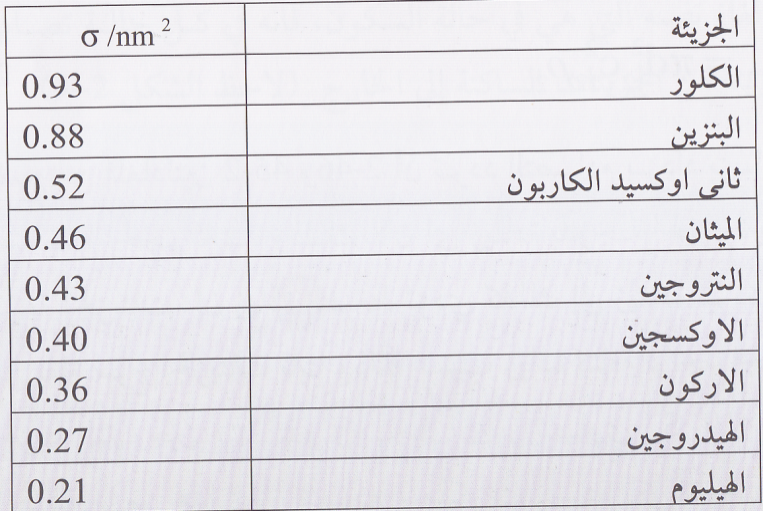 الجزيئة σ /nm²
الكلور 0.93
البنزين 0.88
ثاني اوكسيد الكاربون 0.52
الميثان 0.46
النتروجين 0.43
الاوكسجين 0.40
الاركون 0.36
الهيدروجين 0.27
الهيليوم 0.21